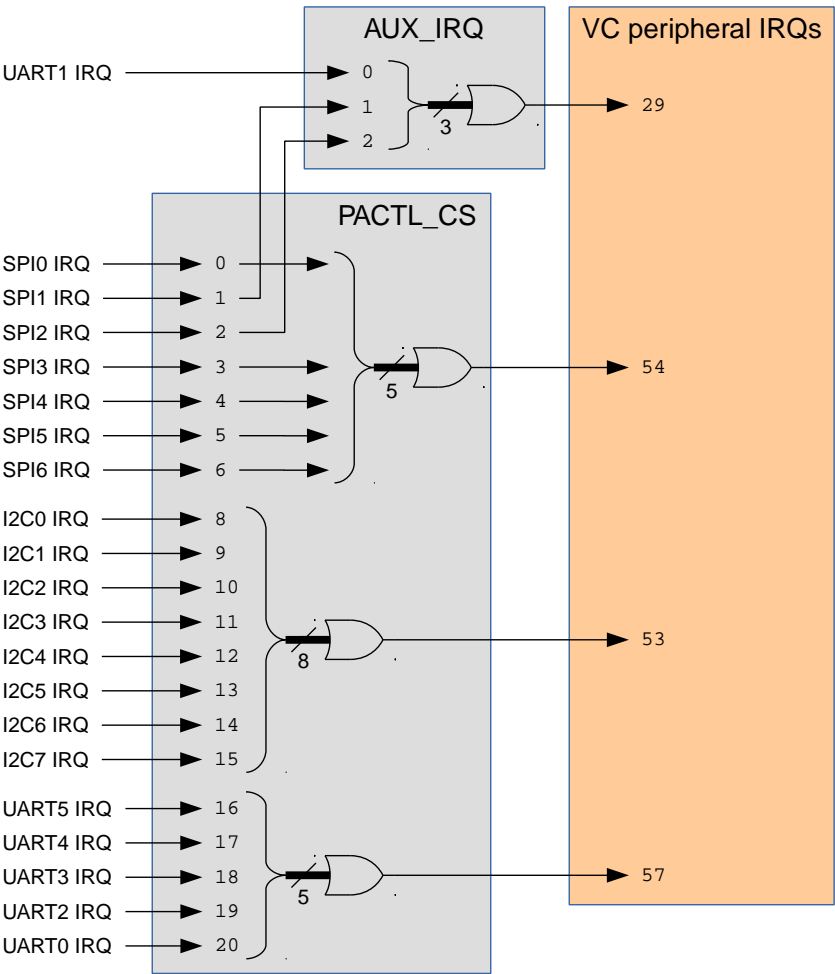 AUX_IRQ VC peripheral IRQs
UART1 IRQ 0
1 29
2
3
PACTL_CS
SPI0 IRQ 0
SPI1 IRQ 1
SPI2 IRQ 2
SPI3 IRQ 3 54
SPI4 IRQ 4 5
SPI5 IRQ 5
SPI6 IRQ 6
I2C0 IRQ 8
I2C1 IRQ 9
I2C2 IRQ 10
I2C3 IRQ 11
53
I2C4 IRQ 12 8
I2C5 IRQ 13
I2C6 IRQ 14
I2C7 IRQ 15
UART5 IRQ 16
UART4 IRQ 17
UART3 IRQ 18 57
5
UART2 IRQ 19
UART0 IRQ 20